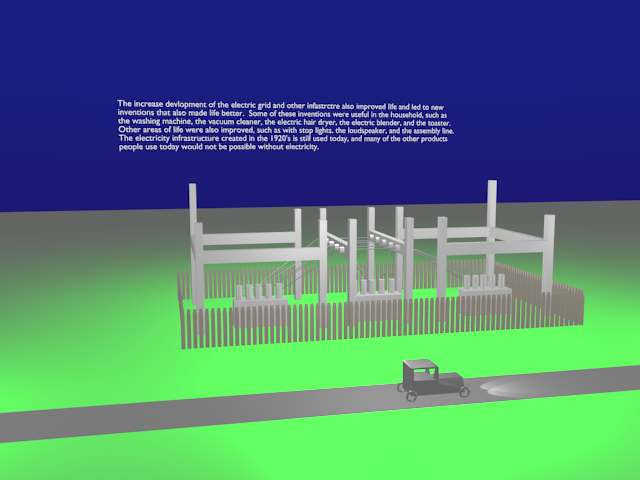 The increase devlopment of the electric grid and other infastrctre also improved life and led to new
inventions that also made life better. Some of these inventions were useful in the household, such as
the washing machine, the vacuum cleaner, the electric hair dryer, the electric blender, and the toaster.
Other areas of life were also improved, such as with stop lights, the loudspeaker, and the assembly line.
The electricity infrastructure created in the 1920's is still used today, and many of the other products
people use today would not be possible without electricity.